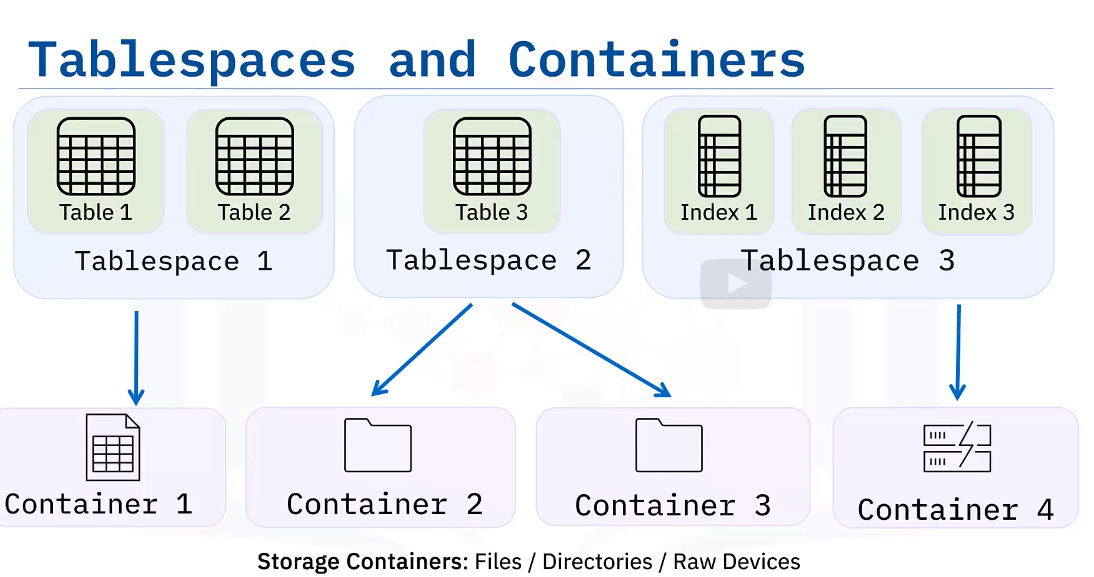 Tablespaces and Containers
Table 1 Table 2 Table 3 Index 1 Index 2 Index 3
Tablespace 1 Tablespace 2 Tablespace 3
Container 1 Container 2 Container 3 Container 4
Storage Containers: Files / Directories / Raw Devices